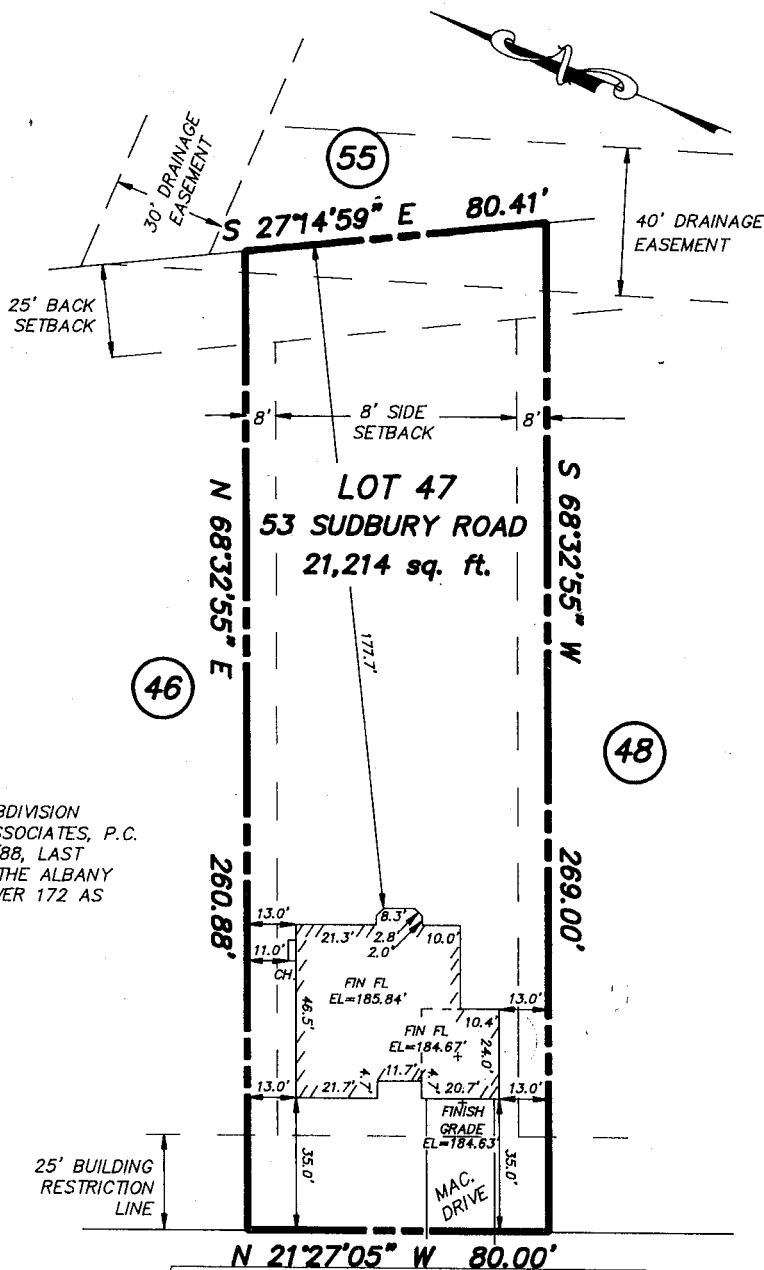 55
30' DRAINAGE
EASEMENT
S 27°14'59" E 80.41'
40' DRAINAGE
EASEMENT
25' BACK
SETBACK
8'
8' SIDE
SETBACK
8'
LOT 47
53 SUDBURY ROAD
21,214 sq. ft.
N 68°32'55" E
S 68°32'55" W
177.7'
46
48
BDIVISION
SSOCIATES, P.C.
88, LAST
THE ALBANY
VER 172 AS
260.88'
269.00'
13.0'
8.3'
21.3'
2.8'
10.0'
2.0'
11.0'
CH.
FIN FL
EL=185.84'
46.5'
13.0'
10.4'
FIN FL
EL=184.67'
24.0'
11.7'
4.7'
13.0'
21.7'
20.7'
13.0'
FINISH
GRADE
EL=184.63'
35.0'
35.0'
MAC.
DRIVE
25' BUILDING
RESTRICTION
LINE
N 21°27'05" W 80.00'